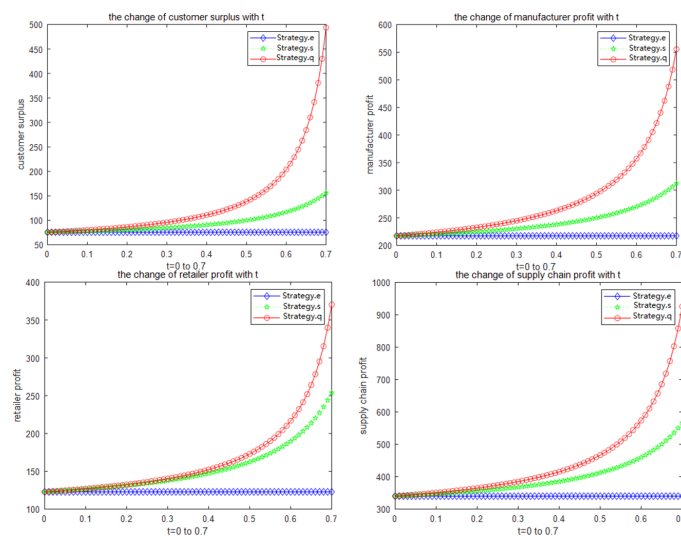 the change of customer surplus with t
500
450
400
350
300
250
200
150
100
50
customer surplus
Strategy.e
Strategy.s
Strategy.q
0 0.1 0.2 0.3 0.4 0.5 0.6 0.7
t=0 to 0.7
the change of manufacturer profit with t
600
550
500
450
400
350
300
250
200
manufacturer profit
Strategy.e
Strategy.s
Strategy.q
0 0.1 0.2 0.3 0.4 0.5 0.6 0.7
t=0 to 0.7
the change of retailer profit with t
400
350
300
250
200
150
100
retailer profit
Strategy.e
Strategy.s
Strategy.q
0 0.1 0.2 0.3 0.4 0.5 0.6 0.7
t=0 to 0.7
the change of supply chain profit with t
1000
900
800
700
600
500
400
300
supply chain profit
Strategy.e
Strategy.s
Strategy.q
0 0.1 0.2 0.3 0.4 0.5 0.6
t=0 to 0.7